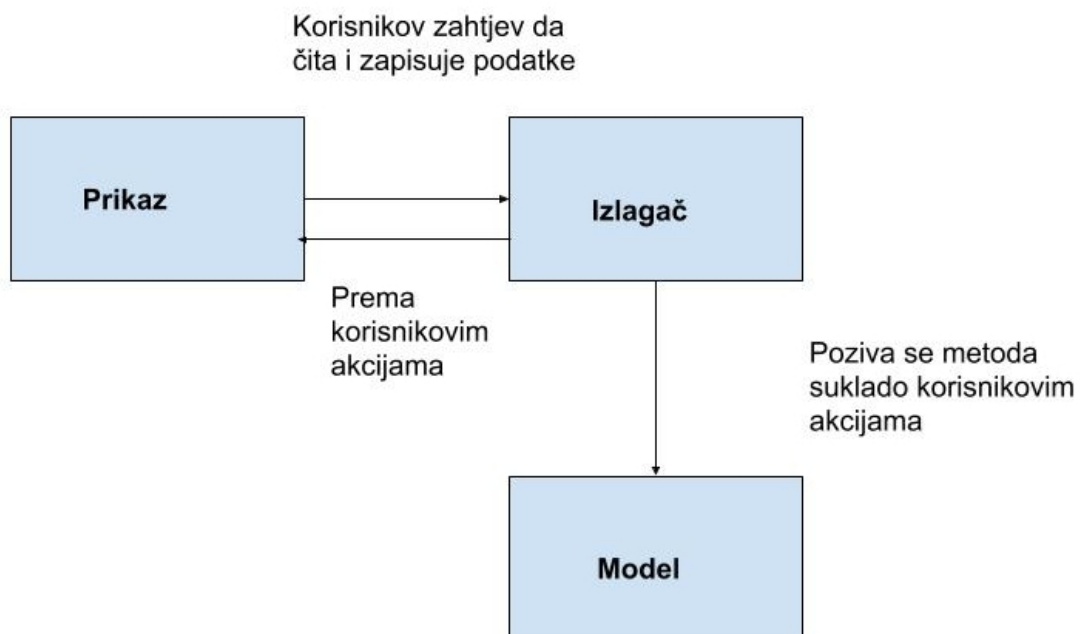 Korisnikov zahtjev da
čita i zapisuje podatke
Prikaz
Izlagač
Prema
korisnikovim
akcijama
Poziva se metoda
suklado korisnikovim
akcijama
Model